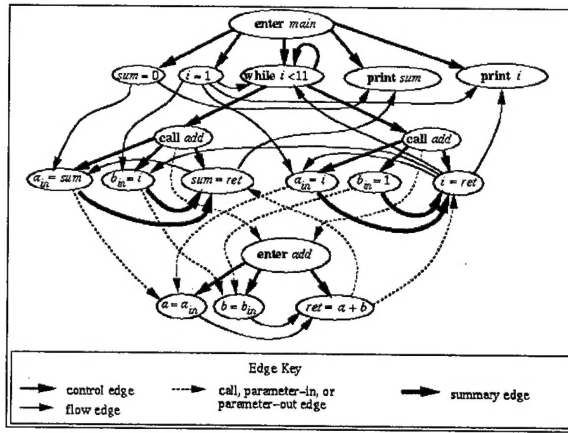 enter main
sum = 0
i = 1
while i <11
print sum
print i
call add
call add
a_in = sum
b_in = i
sum = ret
a_in = i
b_in = 1
i = ret
enter add
a = a_in
b = b_in
ret = a + b
Edge Key
control edge
call, parameter-in, or
parameter-out edge
summary edge
flow edge